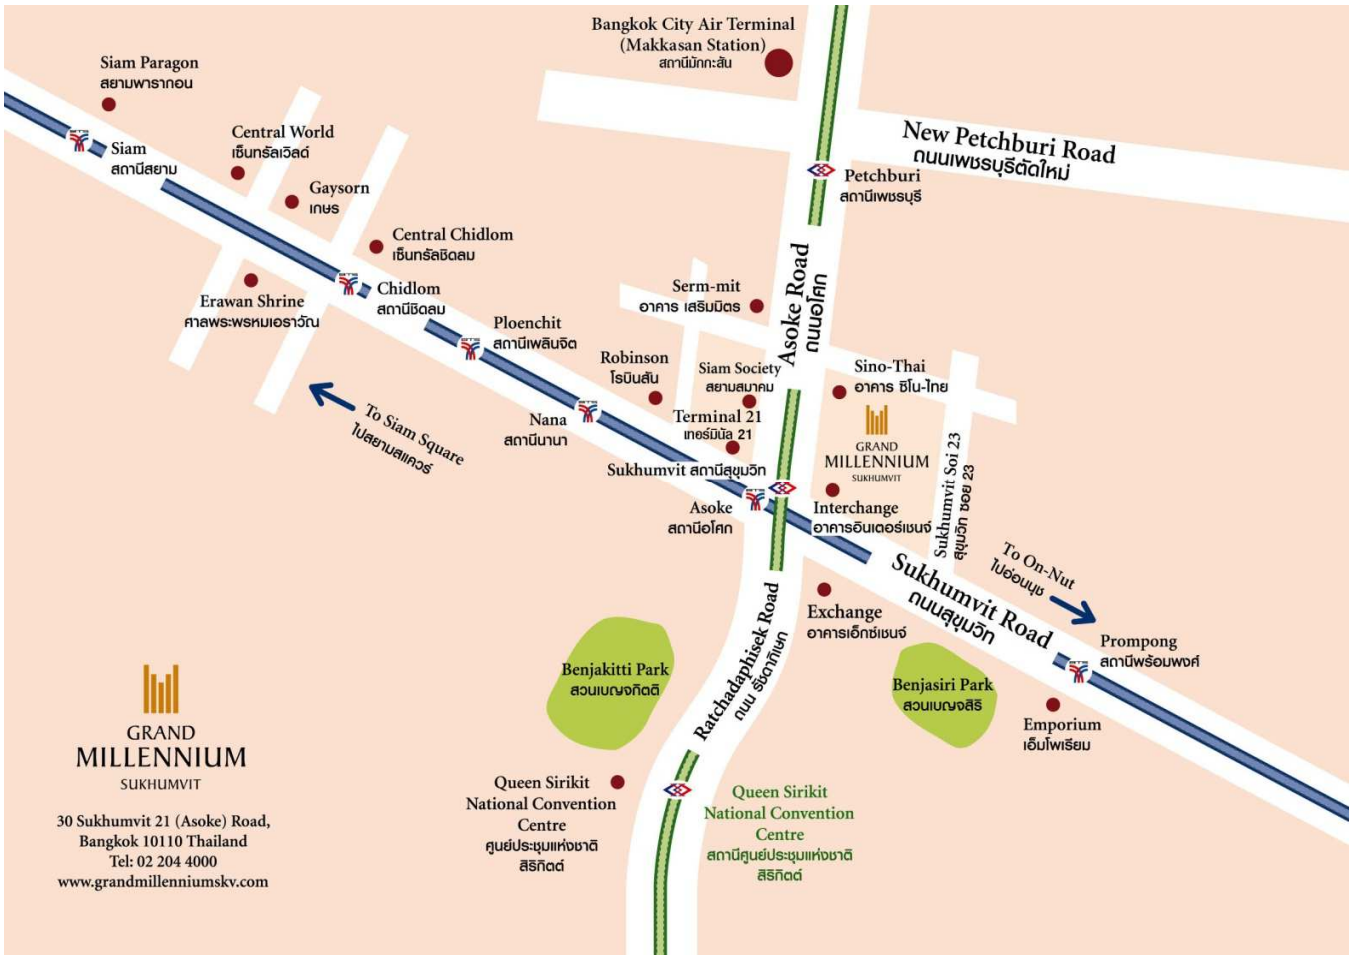 Bangkok City Air Terminal
(Makkasan Station)
สถานีมักกะสัน
Siam Paragon
สยามพารากอน
Siam
สถานีสยาม
Central World
เซ็นทรัลเวิลด์
Gaysorn
เกษร
Central Chidlom
เซ็นทรัลชิดลม
Erawan Shrine
ศาลพระพรหมเอราวัณ
Chidlom
สถานีชิดลม
Ploenchit
สถานีเพลินจิต
New Petchburi Road
ถนนเพชรบุรีตัดใหม่
Petchburi
สถานีเพชรบุรี
Asoke Road
ถนนอโศก
Serm-mit
อาคาร เสริมมิตร
Robinson
โรบินสัน
Siam Society
สยามสมาคม
Sino-Thai
อาคาร ซิโน-ไทย
To Siam Square
ไปสยามสแควร์
Nana
สถานีนานา
Terminal 21
เทอร์มินัล 21
GRAND
MILLENNIUM
SUKHUMVIT
Sukhumvit สถานีสุขุมวิท
Asoke
สถานีอโศก
Interchange
อาคารอินเตอร์เชนจ์
Sukhumvit Soi 23
สุขุมวิท ซอย 23
To On-Nut
ไปอ่อนนุช
Sukhumvit Road
ถนนสุขุมวิท
Exchange
อาคารเอ็กซ์เชนจ์
Ratchadaphisek Road
ถนน รัชดาภิเษก
Prompong
สถานีพร้อมพงศ์
Benjakitti Park
สวนเบญจกิตติ
Benjasiri Park
สวนเบญจสิริ
Emporium
เอ็มโพเรียม
Queen Sirikit
National Convention
Centre
ศูนย์ประชุมแห่งชาติ
สิริกิตต์
Queen Sirikit
National Convention
Centre
สถานีศูนย์ประชุมแห่งชาติ
สิริกิตต์
GRAND
MILLENNIUM
SUKHUMVIT
30 Sukhumvit 21 (Asoke) Road,
Bangkok 10110 Thailand
Tel: 02 204 4000
www.grandmillenniumskv.com